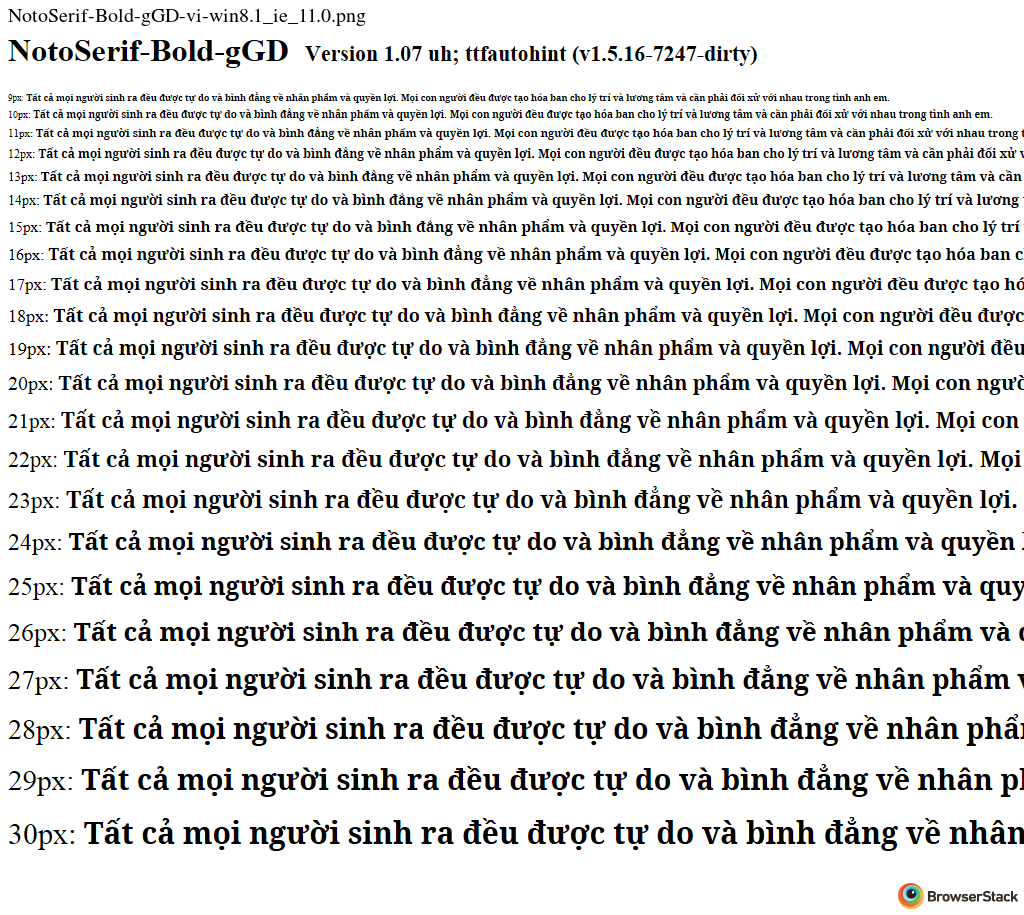 NotoSerif-Bold-gGD-vi-win8.1_ie_11.0.png
NotoSerif-Bold-gGD Version 1.07 uh; ttfautohint (v1.5.16-7247-dirty)
9px: Tất cả mọi người sinh ra đều được tự do và bình đẳng về nhân phẩm và quyền lợi. Mọi con người đều được tạo hóa ban cho lý trí và lương tâm và cần phải đối xử với nhau trong tình anh em.
10px: Tất cả mọi người sinh ra đều được tự do và bình đẳng về nhân phẩm và quyền lợi. Mọi con người đều được tạo hóa ban cho lý trí và lương tâm và cần phải đối xử với nhau trong tình anh em.
11px: Tất cả mọi người sinh ra đều được tự do và bình đẳng về nhân phẩm và quyền lợi. Mọi con người đều được tạo hóa ban cho lý trí và lương tâm và cần phải đối xử với nhau trong
12px: Tất cả mọi người sinh ra đều được tự do và bình đẳng về nhân phẩm và quyền lợi. Mọi con người đều được tạo hóa ban cho lý trí và lương tâm và cần phải đối xử
13px: Tất cả mọi người sinh ra đều được tự do và bình đẳng về nhân phẩm và quyền lợi. Mọi con người đều được tạo hóa ban cho lý trí và lương tâm và cần
14px: Tất cả mọi người sinh ra đều được tự do và bình đẳng về nhân phẩm và quyền lợi. Mọi con người đều được tạo hóa ban cho lý trí và lương
15px: Tất cả mọi người sinh ra đều được tự do và bình đẳng về nhân phẩm và quyền lợi. Mọi con người đều được tạo hóa ban cho lý trí
16px: Tất cả mọi người sinh ra đều được tự do và bình đẳng về nhân phẩm và quyền lợi. Mọi con người đều được tạo hóa ban
17px: Tất cả mọi người sinh ra đều được tự do và bình đẳng về nhân phẩm và quyền lợi. Mọi con người đều được tạo hó
18px: Tất cả mọi người sinh ra đều được tự do và bình đẳng về nhân phẩm và quyền lợi. Mọi con người đều được
19px: Tất cả mọi người sinh ra đều được tự do và bình đẳng về nhân phẩm và quyền lợi. Mọi con người đều
20px: Tất cả mọi người sinh ra đều được tự do và bình đẳng về nhân phẩm và quyền lợi. Mọi con ngườ
21px: Tất cả mọi người sinh ra đều được tự do và bình đẳng về nhân phẩm và quyền lợi. Mọi con
22px: Tất cả mọi người sinh ra đều được tự do và bình đẳng về nhân phẩm và quyền lợi. Mọi
23px: Tất cả mọi người sinh ra đều được tự do và bình đẳng về nhân phẩm và quyền lợi.
24px: Tất cả mọi người sinh ra đều được tự do và bình đẳng về nhân phẩm và quyền
25px: Tất cả mọi người sinh ra đều được tự do và bình đẳng về nhân phẩm và quy
26px: Tất cả mọi người sinh ra đều được tự do và bình đẳng về nhân phẩm và
27px: Tất cả mọi người sinh ra đều được tự do và bình đẳng về nhân phẩm
28px: Tất cả mọi người sinh ra đều được tự do và bình đẳng về nhân phẩ
29px: Tất cả mọi người sinh ra đều được tự do và bình đẳng về nhân
30px: Tất cả mọi người sinh ra đều được tự do và bình đẳng về nhân
BrowserStack